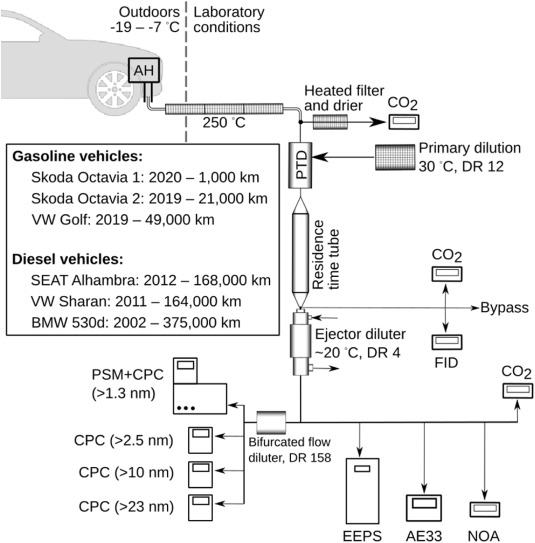 Outdoors
-19 – -7 °C
Laboratory
conditions
AH
250 °C
Heated filter
and drier
CO2
PTD
Primary dilution
30 °C, DR 12
Gasoline vehicles:
Skoda Octavia 1: 2020 – 1,000 km
Skoda Octavia 2: 2019 – 21,000 km
VW Golf: 2019 – 49,000 km
Diesel vehicles:
SEAT Alhambra: 2012 – 168,000 km
VW Sharan: 2011 – 164,000 km
BMW 530d: 2002 – 375,000 km
Residence
time tube
CO2
Bypass
FID
Ejector diluter
~20 °C, DR 4
CO2
PSM+CPC
(>1.3 nm)
CPC (>2.5 nm)
CPC (>10 nm)
CPC (>23 nm)
Bifurcated flow
diluter, DR 158
EEPS
AE33
NOA